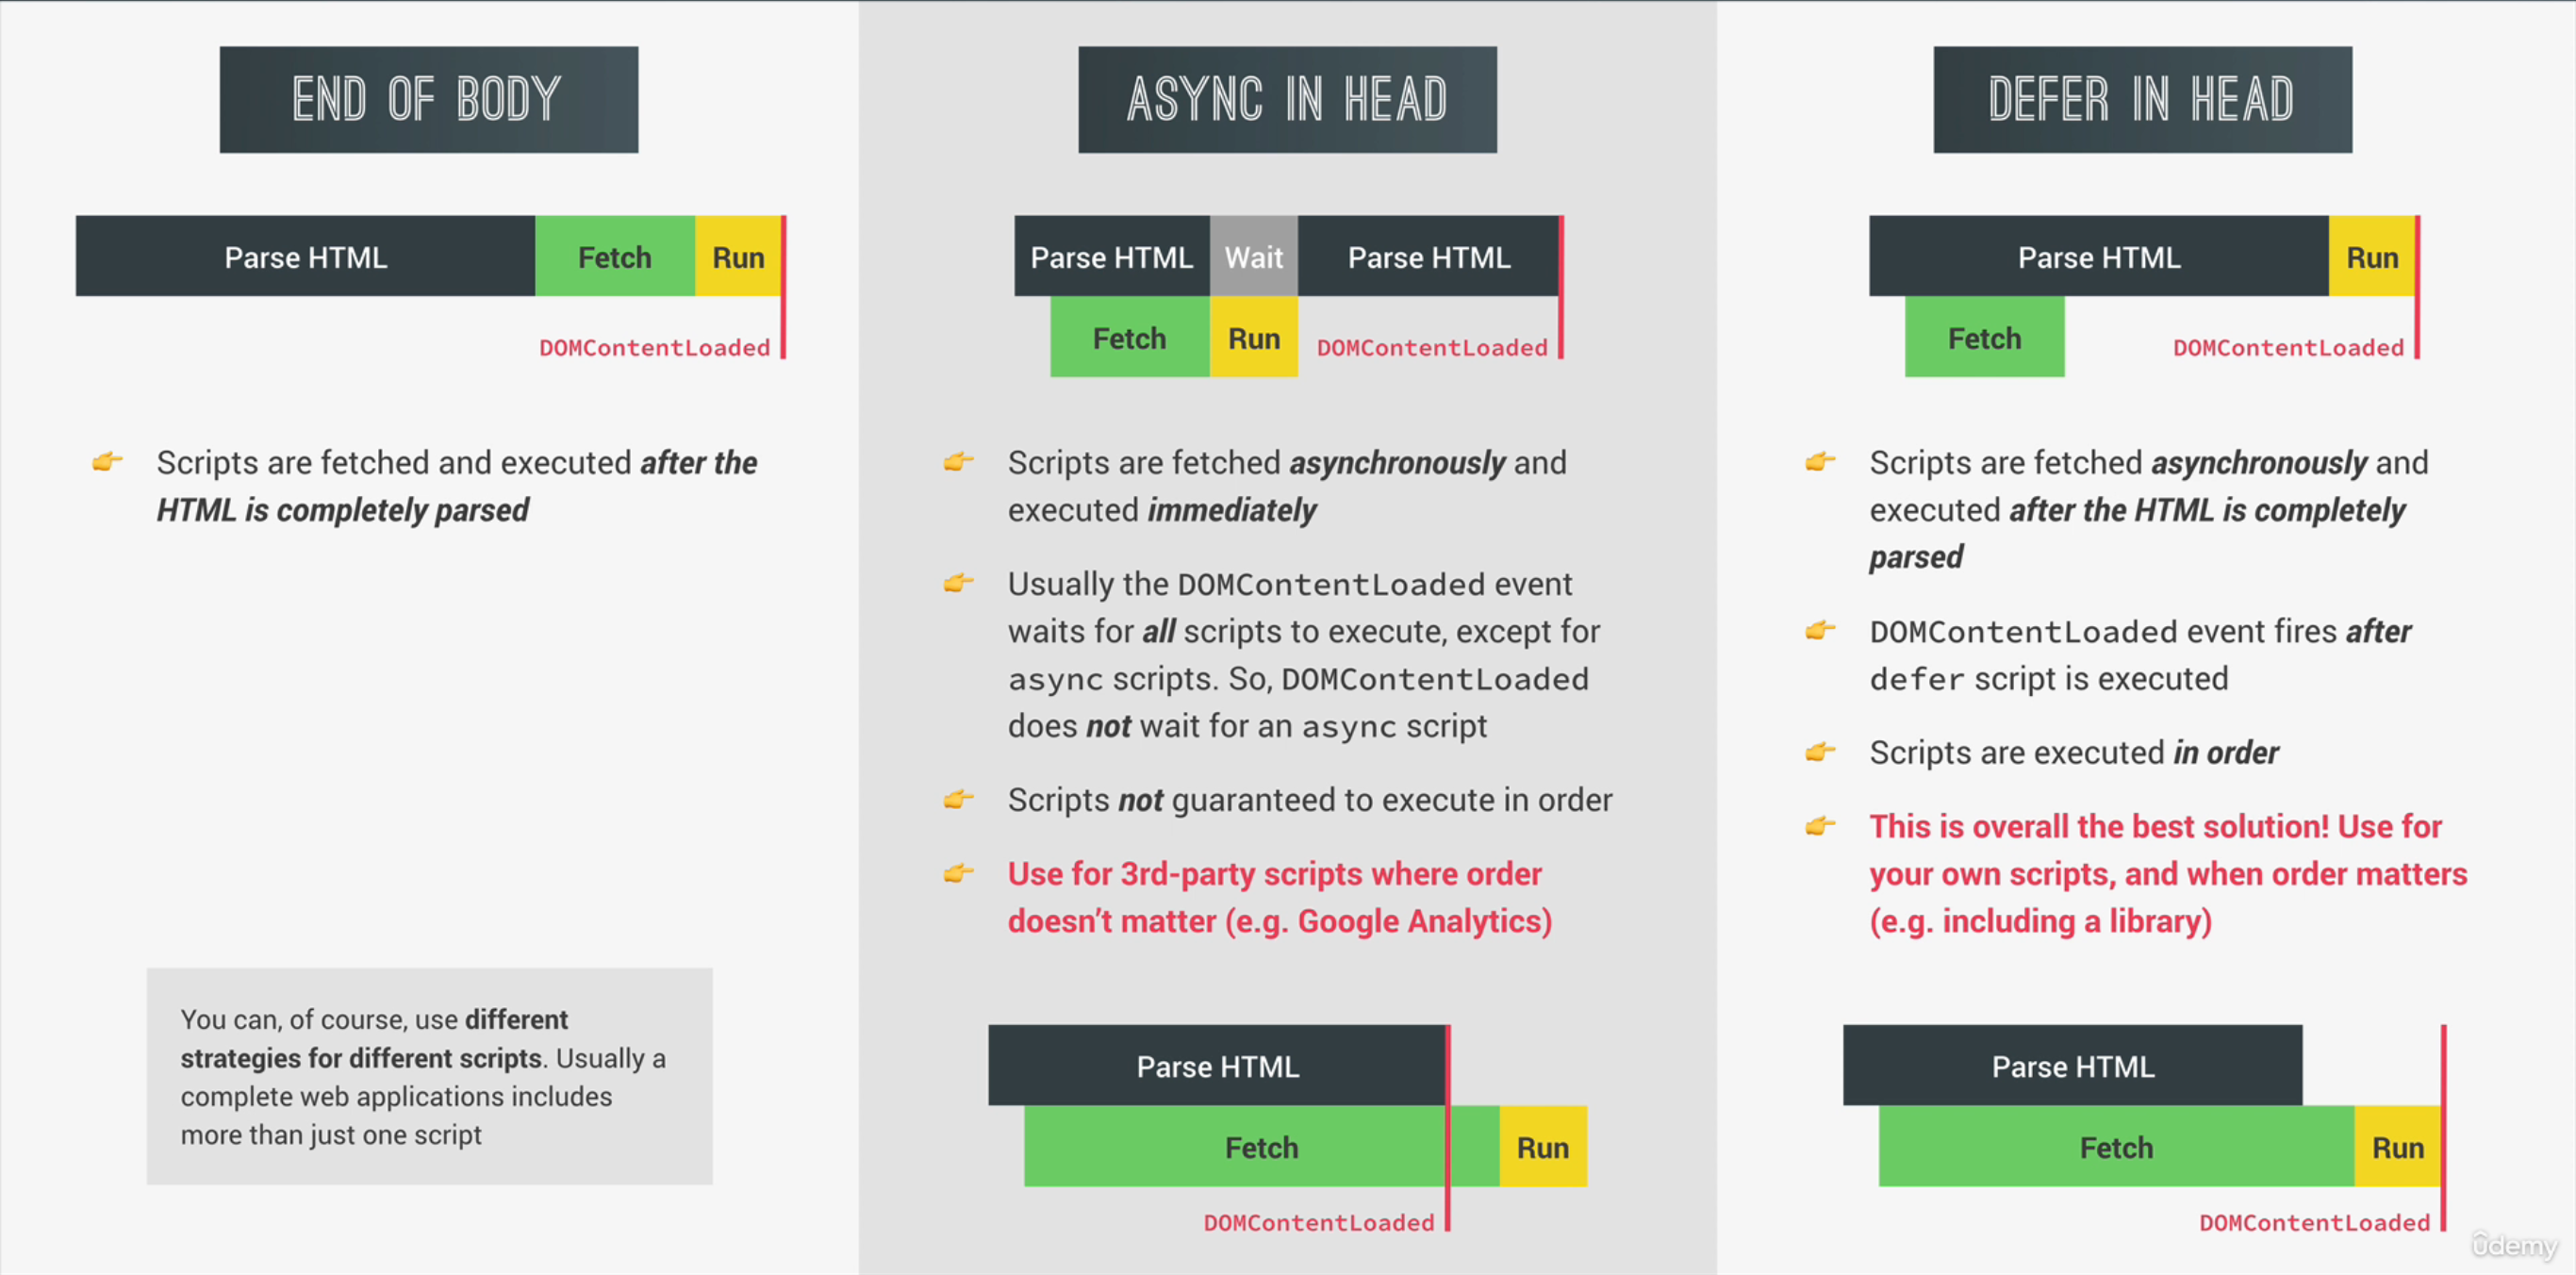 END OF BODY
Parse HTML
Fetch
Run
DOMContentLoaded
Scripts are fetched and executed after the
HTML is completely parsed
You can, of course, use different
strategies for different scripts. Usually a
complete web applications includes
more than just one script
ASYNC IN HEAD
Parse HTML
Wait
Parse HTML
Fetch
Run
DOMContentLoaded
Scripts are fetched asynchronously and
executed immediately
Usually the DOMContentLoaded event
waits for all scripts to execute, except for
async scripts. So, DOMContentLoaded
does not wait for an async script
Scripts not guaranteed to execute in order
Use for 3rd-party scripts where order
doesn’t matter (e.g. Google Analytics)
Parse HTML
Fetch
Run
DOMContentLoaded
DEFER IN HEAD
Parse HTML
Run
Fetch
DOMContentLoaded
Scripts are fetched asynchronously and
executed after the HTML is completely
parsed
DOMContentLoaded event fires after
defer script is executed
Scripts are executed in order
This is overall the best solution! Use for
your own scripts, and when order matters
(e.g. including a library)
Parse HTML
Fetch
Run
DOMContentLoaded
udemy